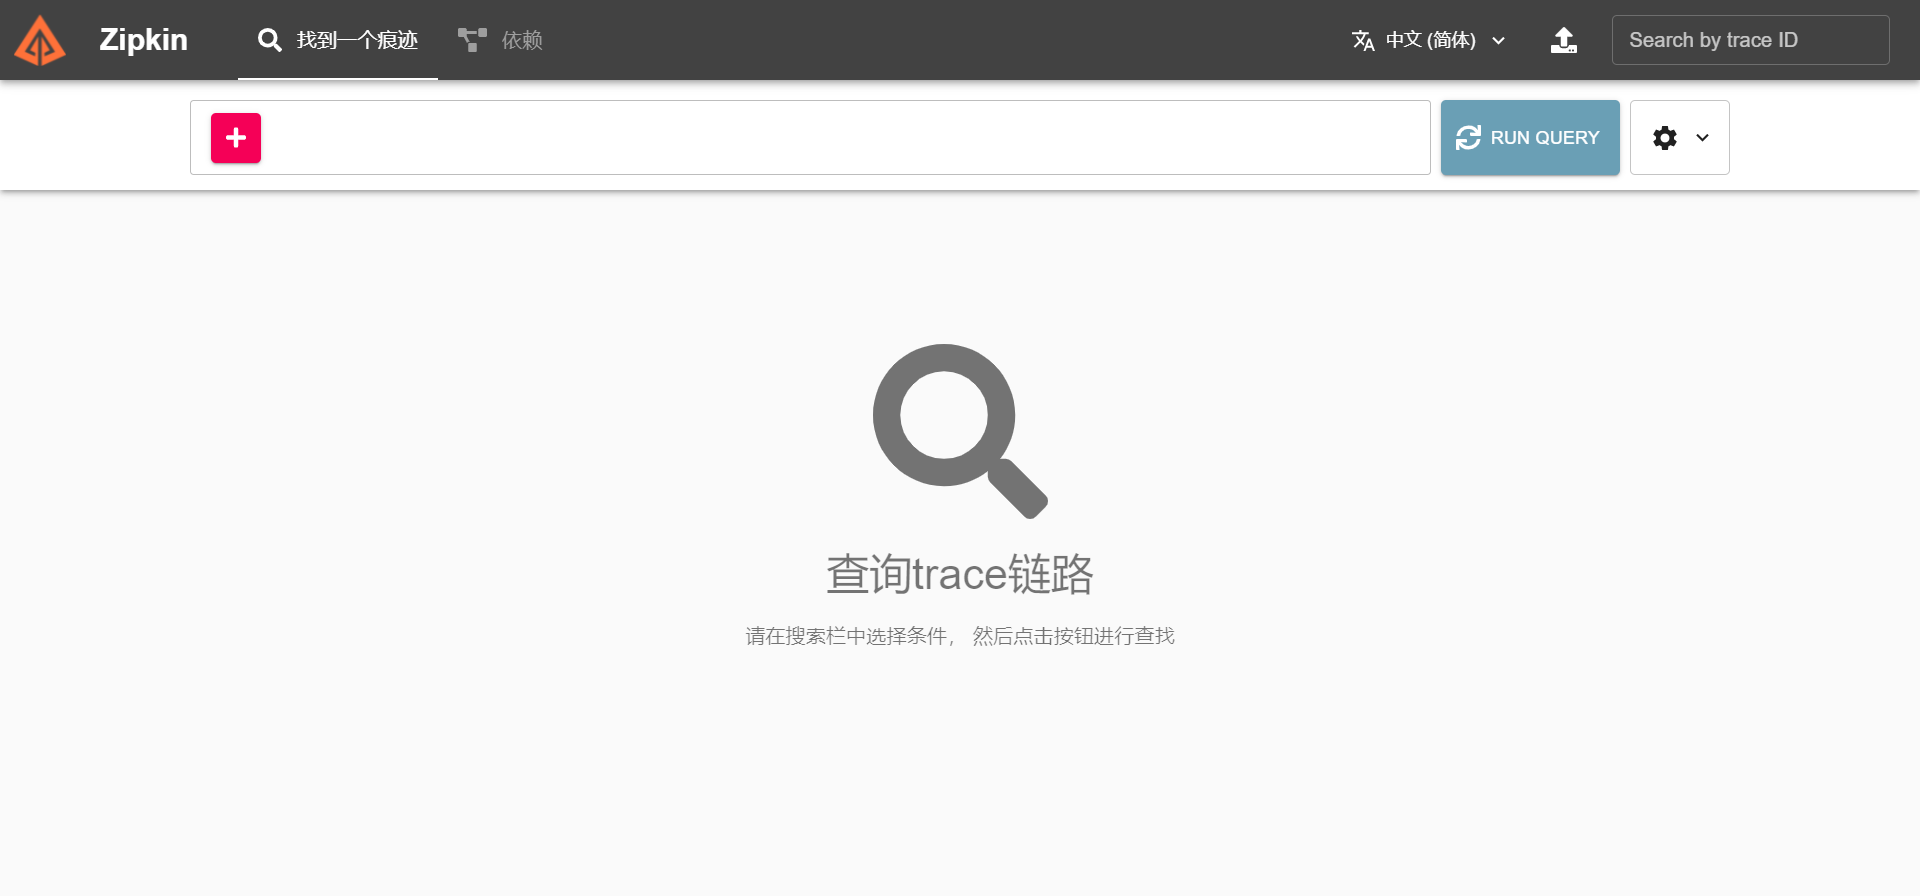 Zipkin
找到一个痕迹
依赖
中文 (简体)
Search by trace ID
RUN QUERY
查询trace链路
请在搜索栏中选择条件， 然后点击按钮进行查找